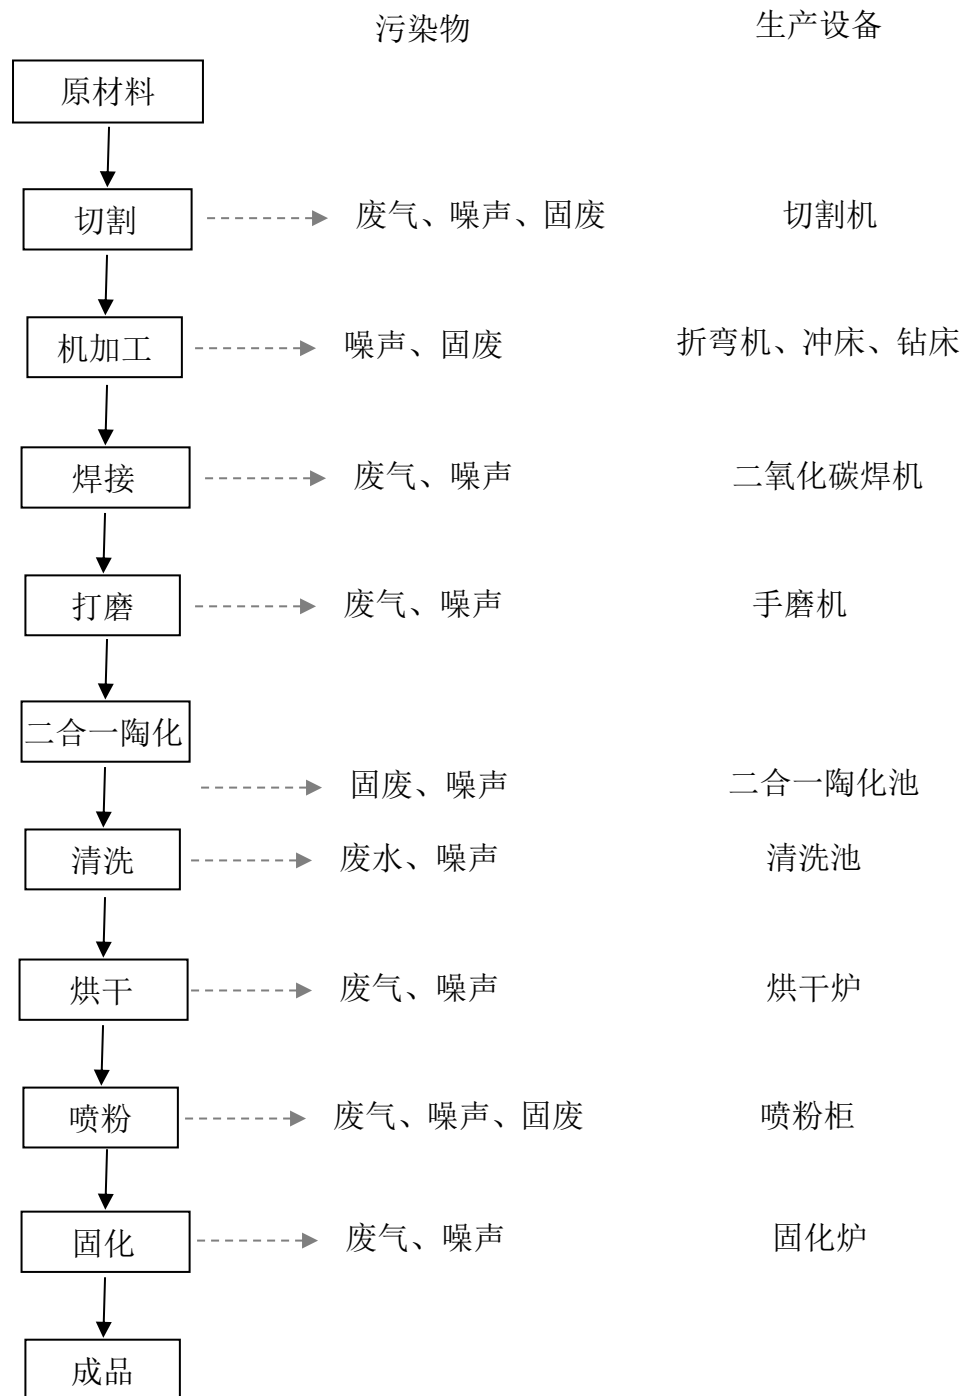 污染物 生产设备
原材料
切割 废气、噪声、固废 切割机
机加工 噪声、固废 折弯机、冲床、钻床
焊接 废气、噪声 二氧化碳焊机
打磨 废气、噪声 手磨机
二合一陶化
固废、噪声 二合一陶化池
清洗 废水、噪声 清洗池
烘干 废气、噪声 烘干炉
喷粉 废气、噪声、固废 喷粉柜
固化 废气、噪声 固化炉
成品